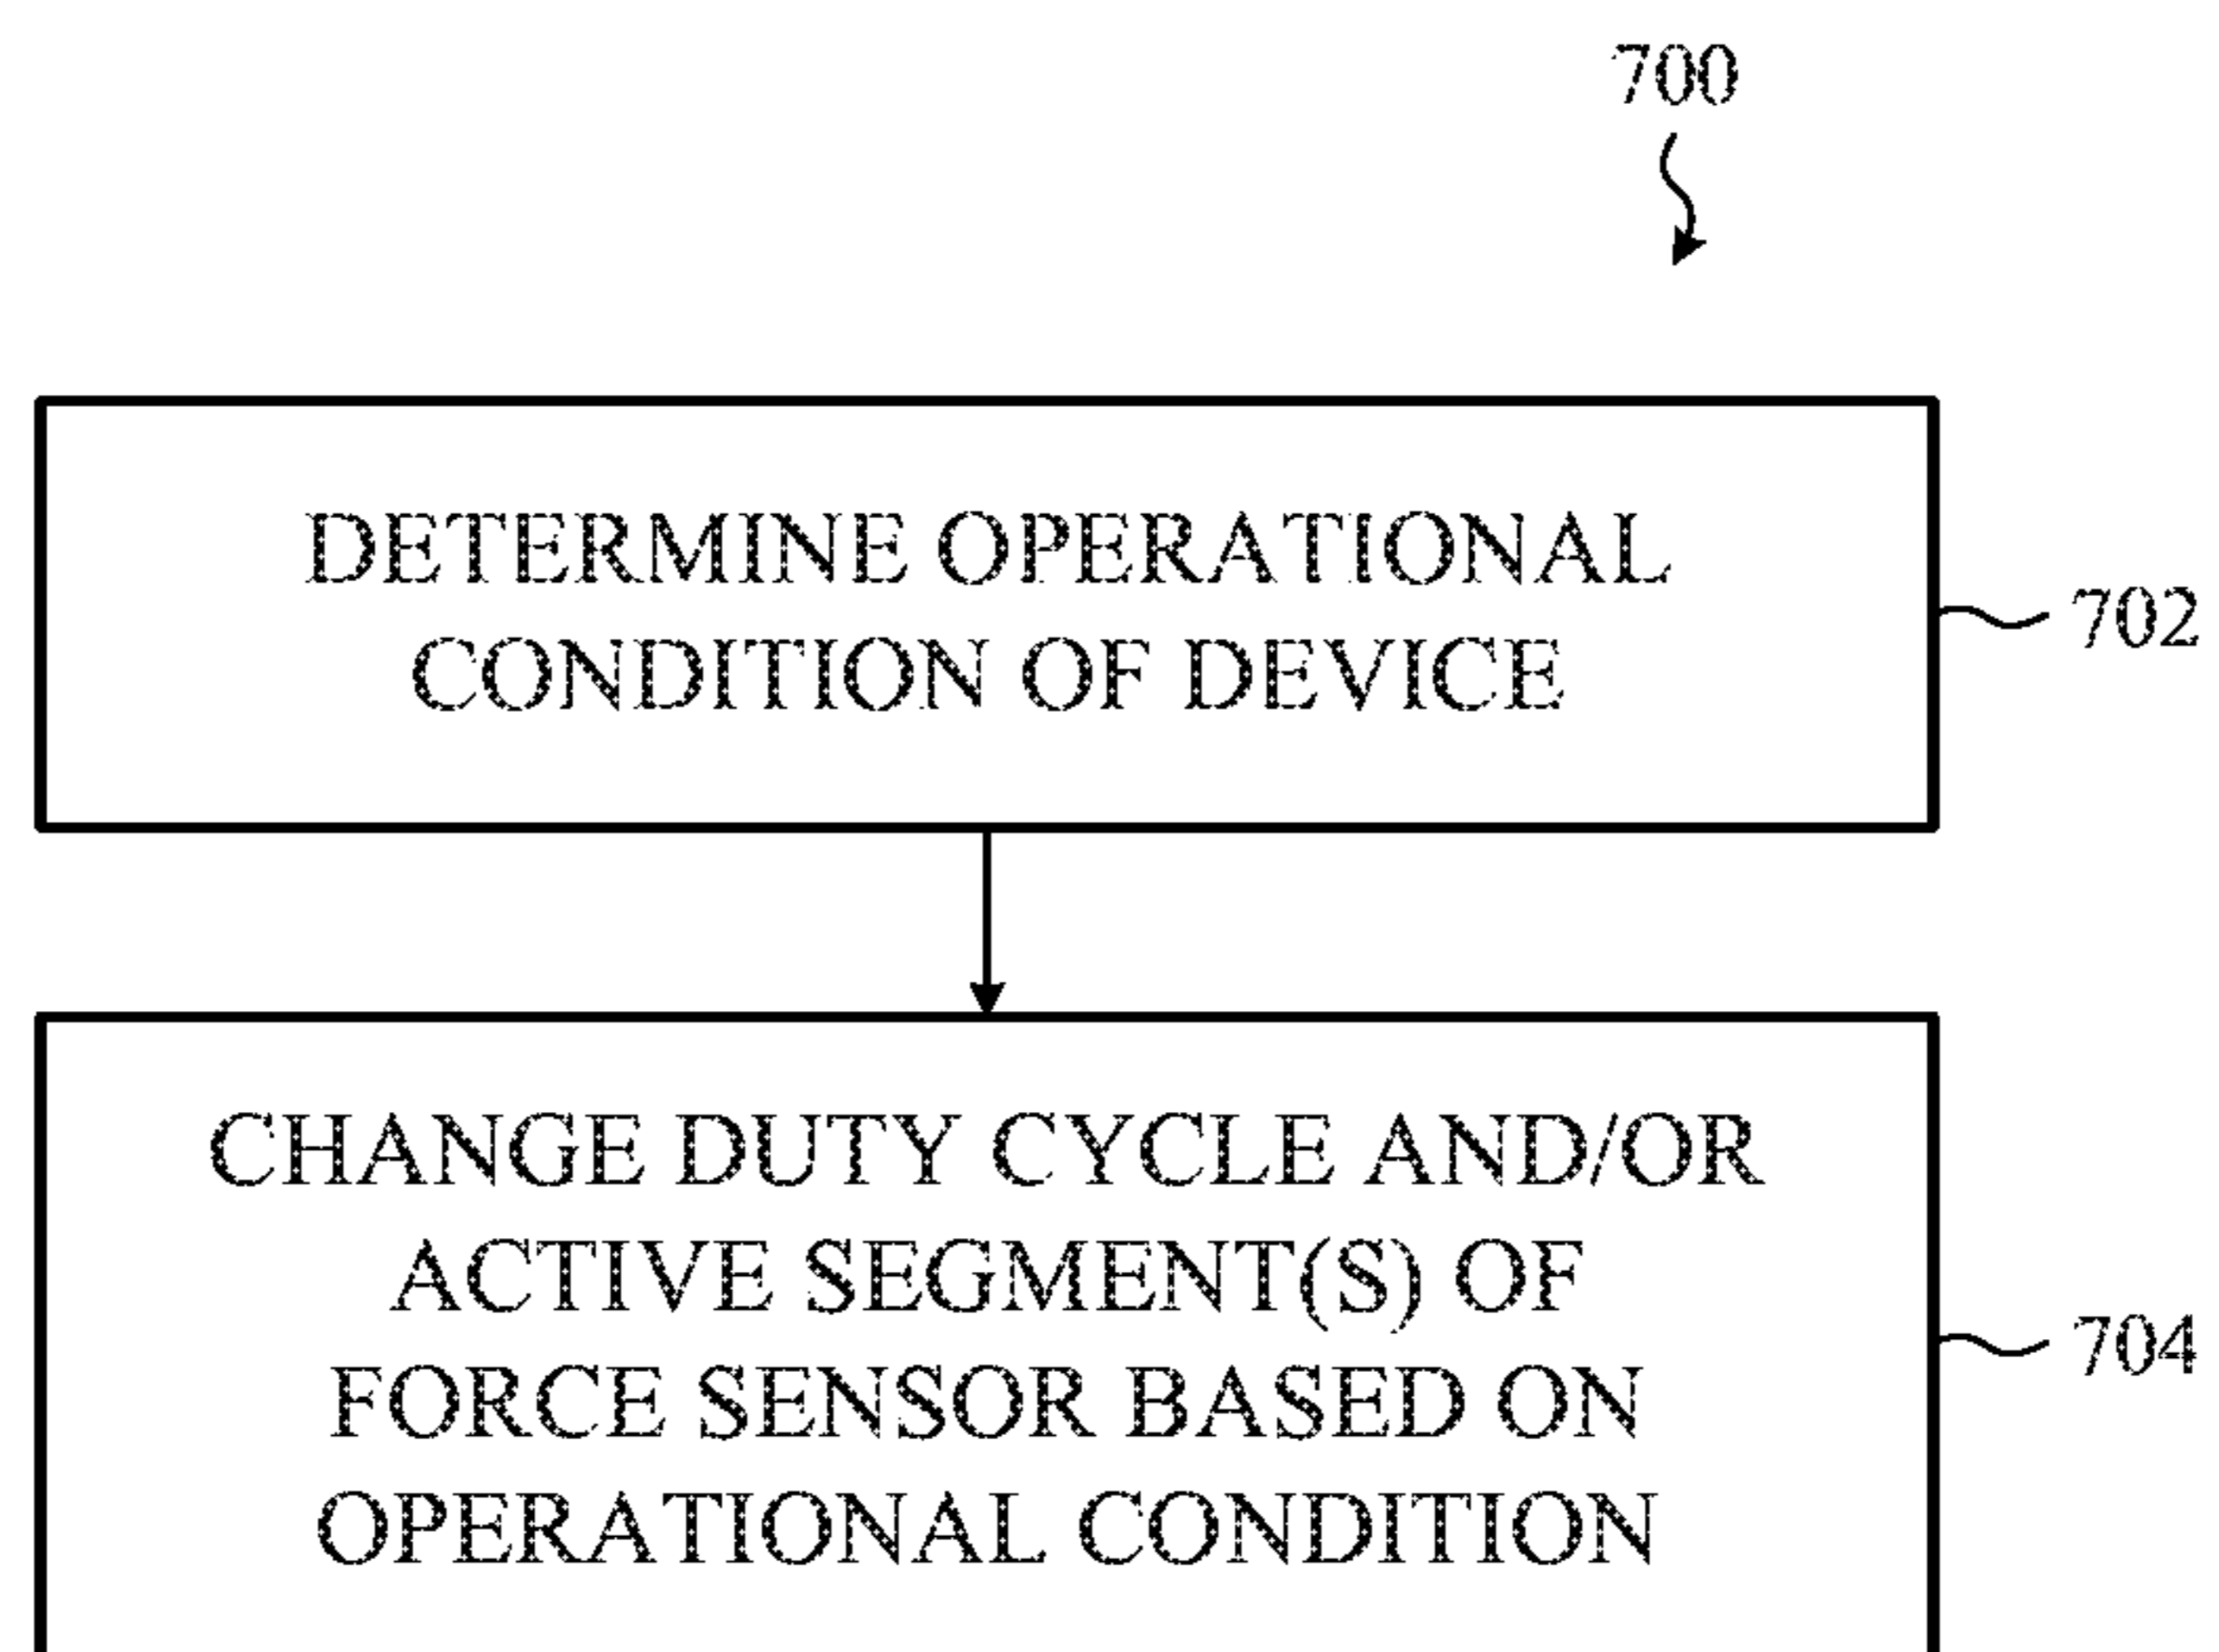 700
DETERMINE OPERATIONAL
CONDITION OF DEVICE
702
CHANGE DUTY CYCLE AND/OR
ACTIVE SEGMENT(S) OF
FORCE SENSOR BASED ON
OPERATIONAL CONDITION
704